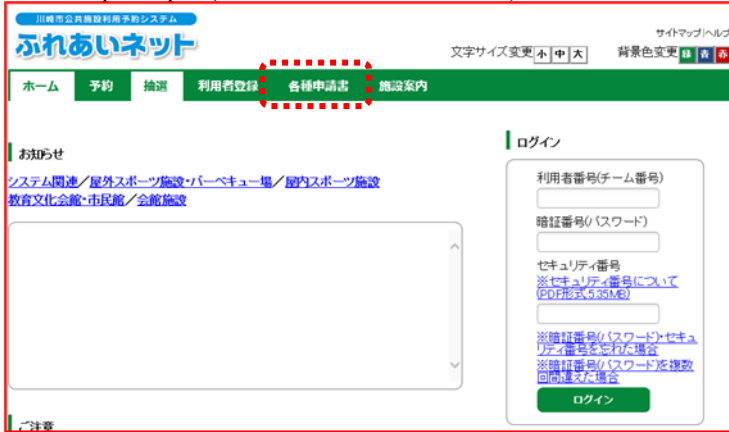 川崎市公共施設利用予約システム
ふれあいネット
サイトマップ|ヘルプ
文字サイズ変更 小 中 大 背景色変更 緑 青 赤
ホーム 予約 抽選 利用者登録 各種申請書 施設案内
お知らせ
システム関連/屋外スポーツ施設・バーベキュー場/屋内スポーツ施設
教育文化会館・市民館/会館施設
ログイン
利用者番号(チーム番号)
暗証番号(パスワード)
セキュリティ番号
※セキュリティ番号について
(PDF形式,5.35MB)
※暗証番号(パスワード)・セキュ
リティ番号を忘れた場合
※暗証番号(パスワード)を複数
回間違えた場合
ログイン
ご注意